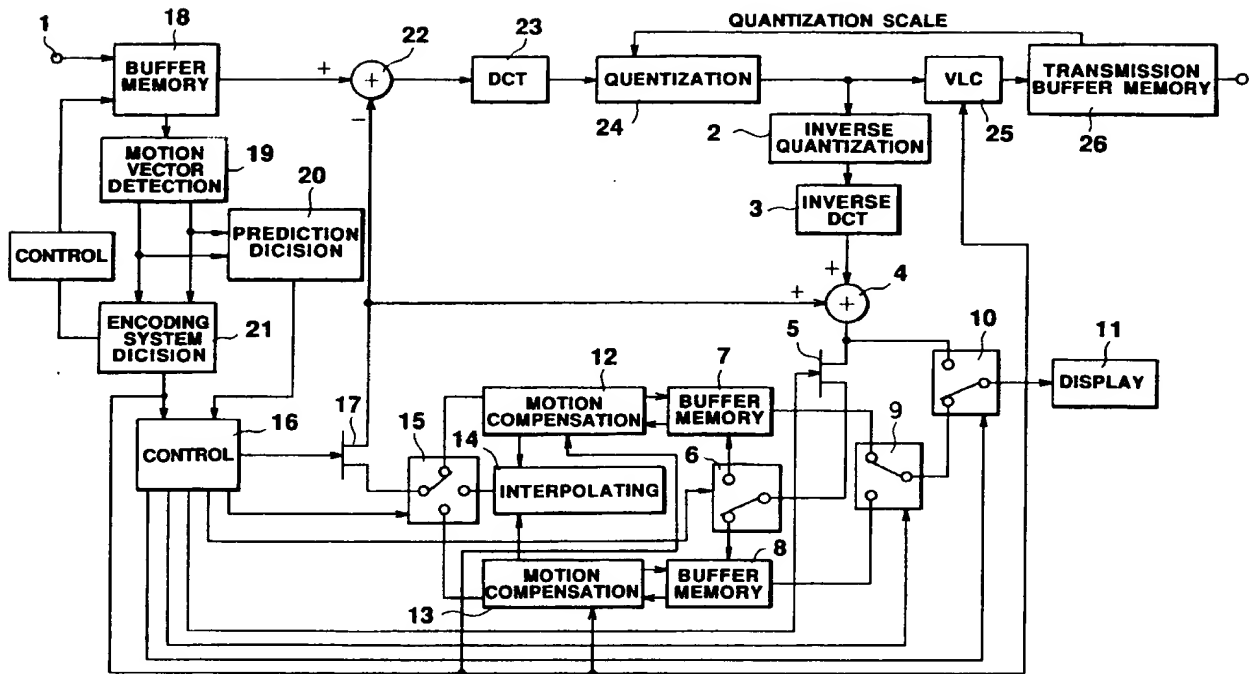 QUANTIZATION SCALE
1
18
BUFFER
MEMORY
+
22
+
−
23
DCT
QUENTIZATION
24
VLC
25
TRANSMISSION
BUFFER MEMORY
26
2
INVERSE
QUANTIZATION
MOTION
VECTOR
DETECTION
19
20
PREDICTION
DICISION
3
INVERSE
DCT
CONTROL
+
+
+
4
ENCODING
SYSTEM
DICISION
21
5
10
11
DISPLAY
12
MOTION
COMPENSATION
7
BUFFER
MEMORY
9
16
CONTROL
17
15
14
INTERPOLATING
6
8
MOTION
COMPENSATION
13
BUFFER
MEMORY